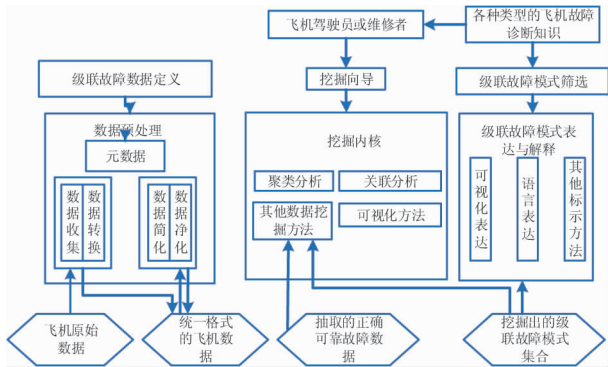 飞机驾驶员或维修者
各种类型的飞机故障
诊断知识
级联故障数据定义
挖掘向导
级联故障模式筛选
数据预处理
元数据
数据收集
数据转换
数据简化
数据净化
挖掘内核
聚类分析
关联分析
其他数据挖
掘方法
可视化方法
级联故障模式表
达与解释
可视化表达
语言表达
其他标示方法
飞机原始
数据
统一格式
的飞机数
据
抽取的正确
可靠故障数
据
挖掘出的级
联故障模式
集合